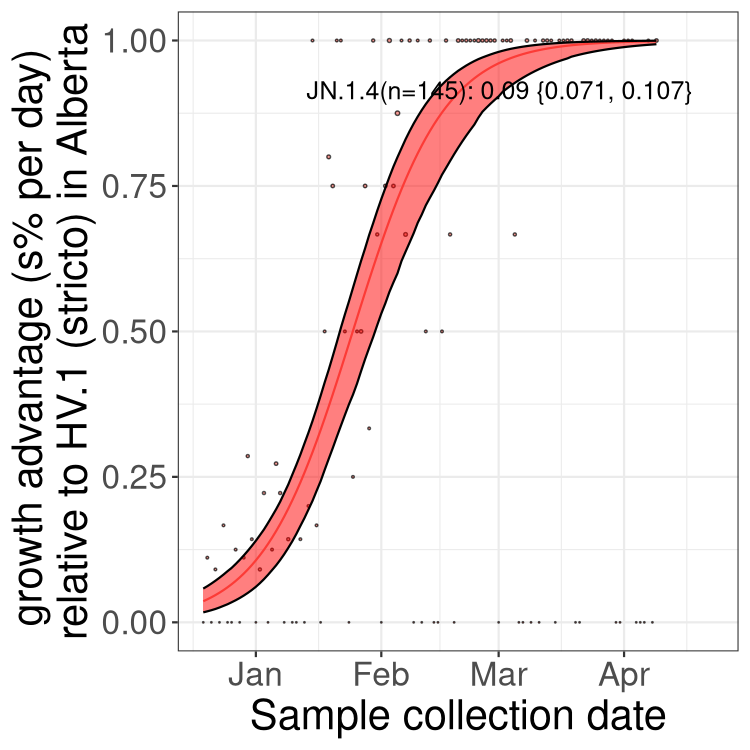 growth advantage (s% per day)
relative to HV.1 (stricto) in Alberta
1.00
JN.1.4(n=145): 0.09 {0.071, 0.107}
0.75
0.50
0.25
0.00
Jan Feb Mar Apr
Sample collection date